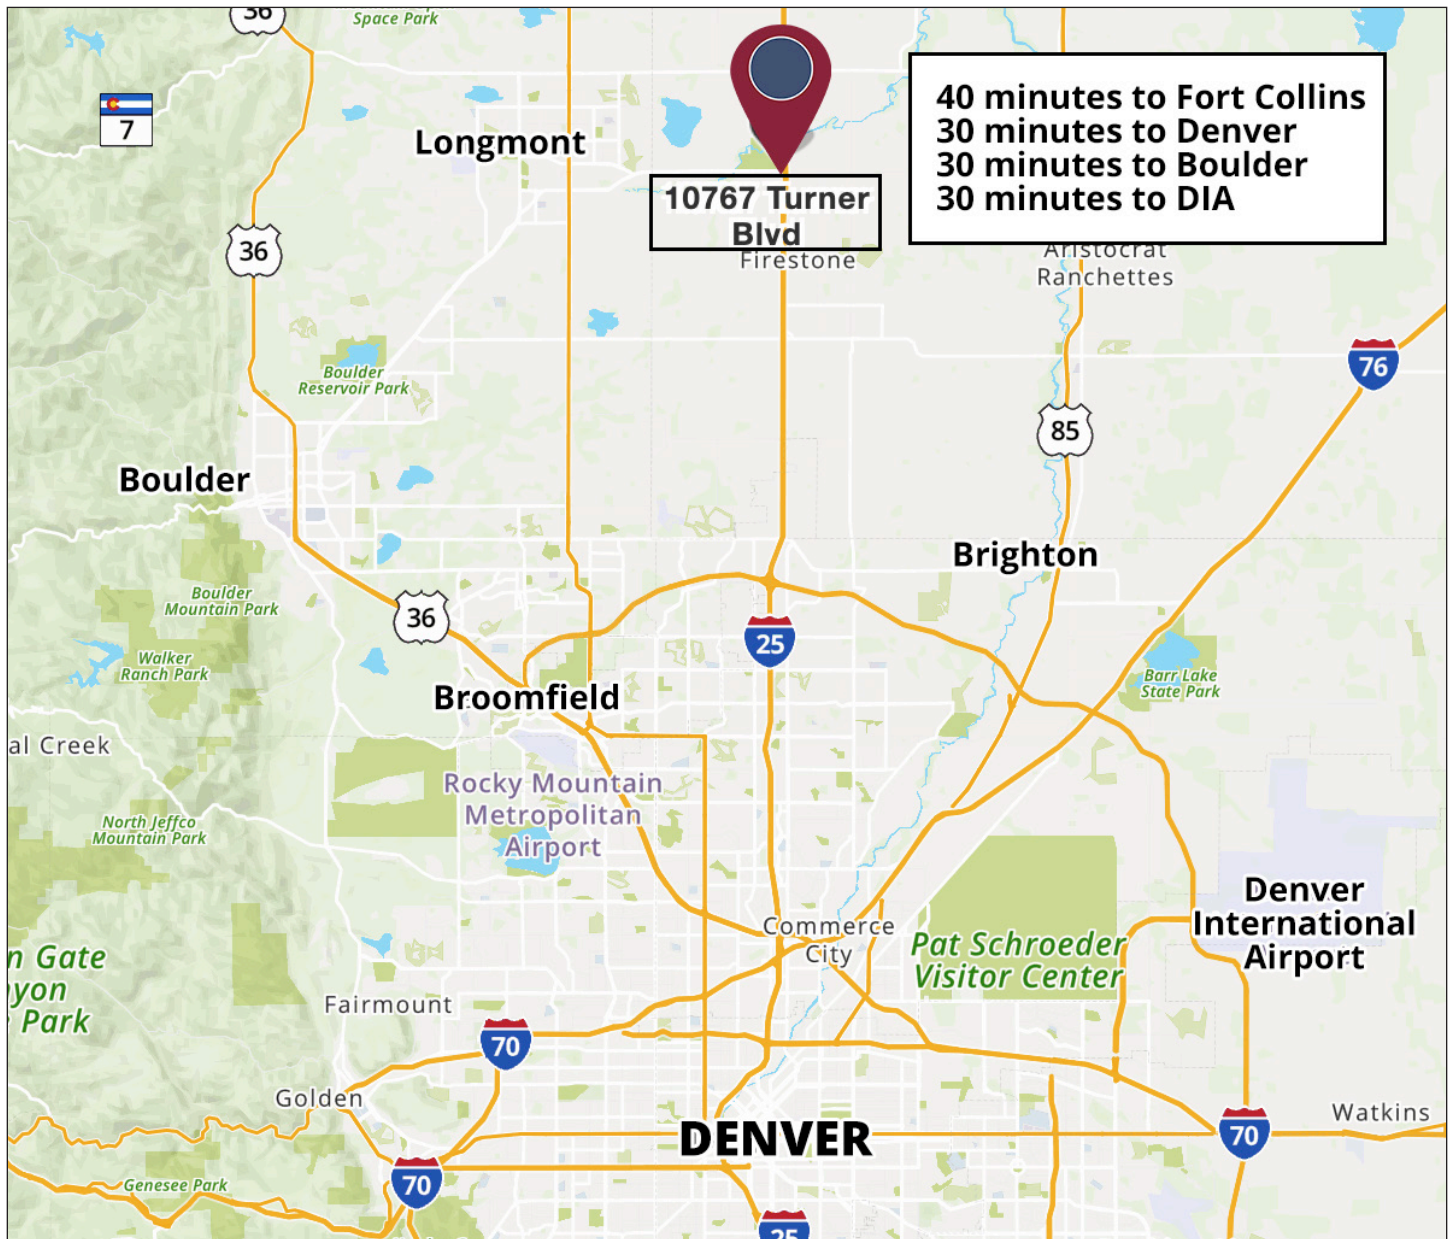 36
Space Park
7
Longmont
40 minutes to Fort Collins
30 minutes to Denver
30 minutes to Boulder
30 minutes to DIA
10767 Turner
Blvd
Firestone
Aristocrat
Ranchettes
36
76
Boulder
Reservoir Park
85
Boulder
Brighton
Boulder
Mountain Park
36
25
Walker
Ranch Park
Barr Lake
State Park
Broomfield
al Creek
Rocky Mountain
Metropolitan
Airport
North Jeffco
Mountain Park
Denver
International
Airport
Commerce
City
Pat Schroeder
Visitor Center
n Gate
nyon
Park
Fairmount
70
Golden
Watkins
DENVER
70
70
Genesee Park
25